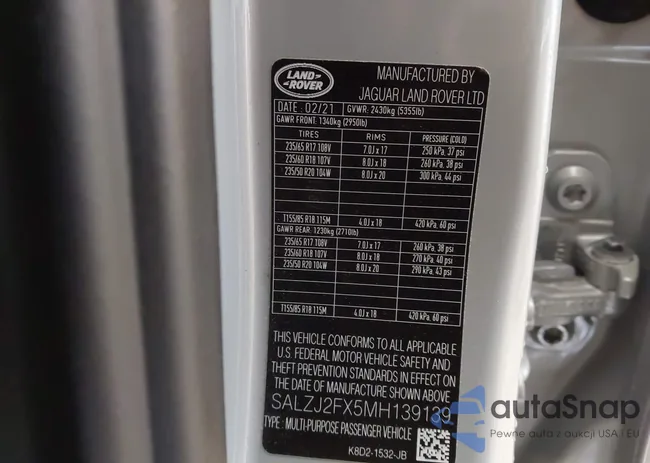 LAND ROVER
MANUFACTURED BY
JAGUAR LAND ROVER LTD
DATE : 02/21 GVWR: 2430kg (5355lb)
GAWR FRONT: 1340kg (2950lb)
TIRES RIMS PRESSURE (COLD)
235/65 R17 108V 7.0J x 17 250 kPa, 37 psi
235/60 R18 107V 8.0J x 18 260 kPa, 38 psi
235/50 R20 104W 8.0J x 20 300 kPa, 44 psi
T155/85 R18 115M 4.0J x 18 420 kPa, 60 psi
GAWR REAR: 1230kg (2710lb)
235/65 R17 108V 7.0J x 17 260 kPa, 38 psi
235/60 R18 107V 8.0J x 18 270 kPa, 40 psi
235/50 R20 104W 8.0J x 20 290 kPa, 43 psi
T155/85 R18 115M 4.0J x 18 420 kPa, 60 psi
THIS VEHICLE CONFORMS TO ALL APPLICABLE
U.S. FEDERAL MOTOR VEHICLE SAFETY AND
THEFT PREVENTION STANDARDS IN EFFECT ON
THE DATE OF MANUFACTURE SHOWN ABOVE
SALZJ2FX5MH139139
TYPE : MULTI-PURPOSE PASSENGER VEHICLE
K8D2-1532-JB
autoSnap
Pewne auta z aukcji USA i EU